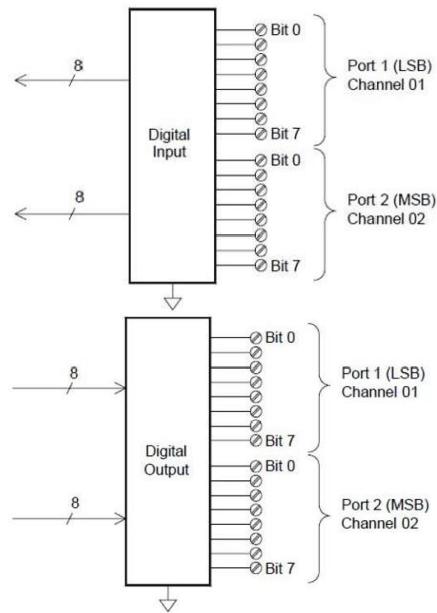 Bit 0
8
Port 1 (LSB)
Channel 01
Digital
Input
Bit 7
Bit 0
8
Port 2 (MSB)
Channel 02
Bit 7
Bit 0
8
Port 1 (LSB)
Channel 01
Bit 7
Digital
Output
Bit 0
8
Port 2 (MSB)
Channel 02
Bit 7